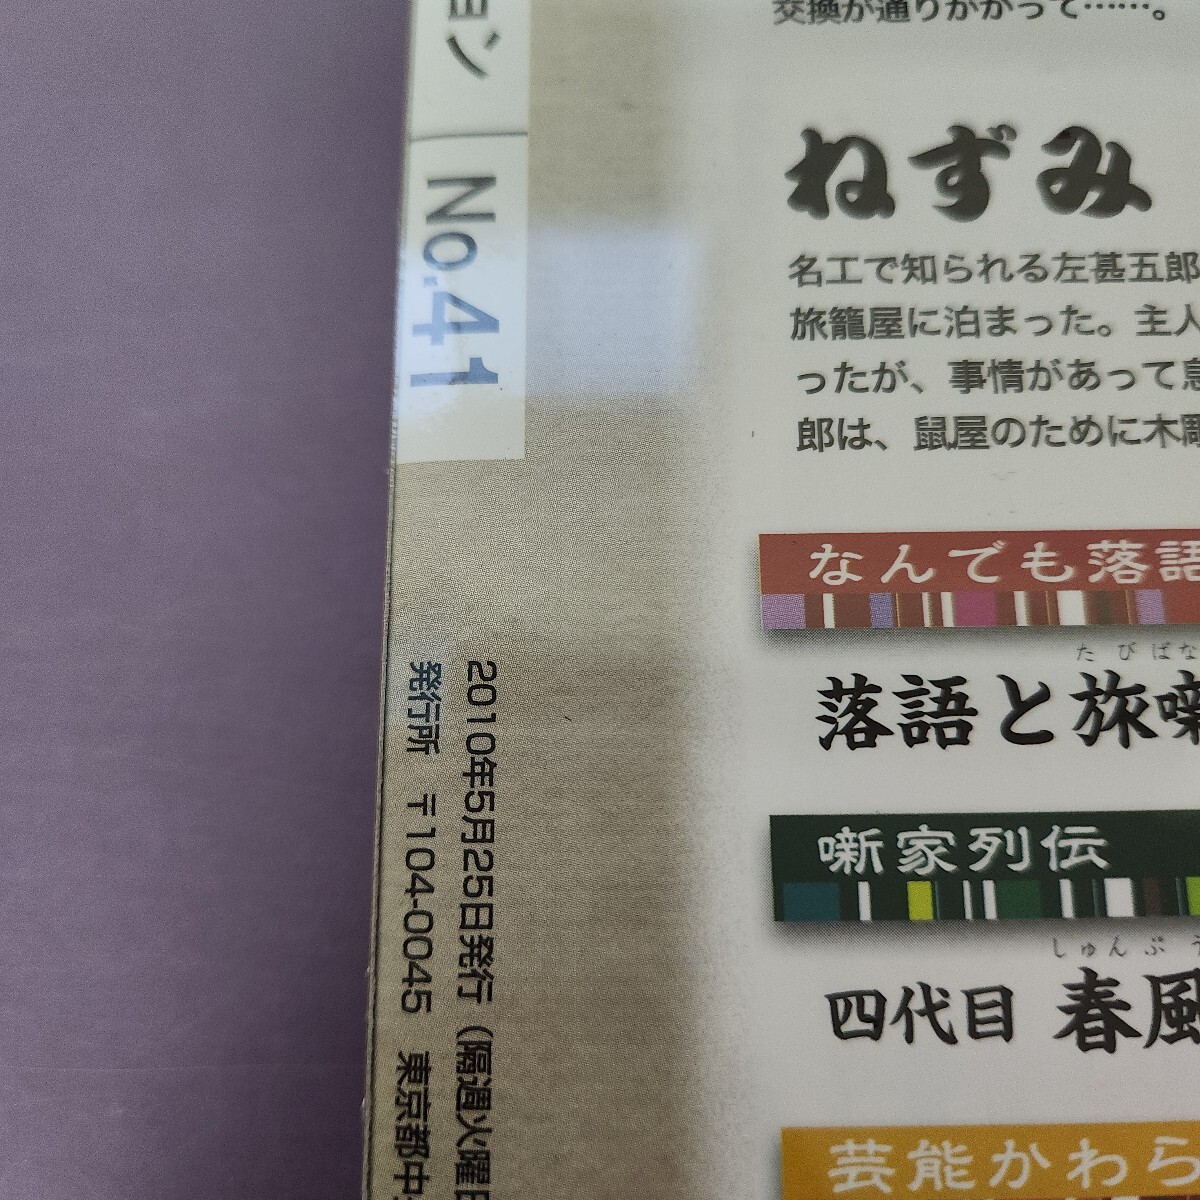 ョン | No.41
2010年5月25日発行（隔週火曜日
発行所 〒104-0045 東京都中
交換が通りかかって……。
ねずみ
名工で知られる左甚五郎
旅籠屋に泊まった。主人
ったが、事情があって息
郎は、鼠屋のために木彫
なんでも落語
たびばな
落語と旅噺
噺家列伝
しゅんぷう
四代目 春風
芸能かわら